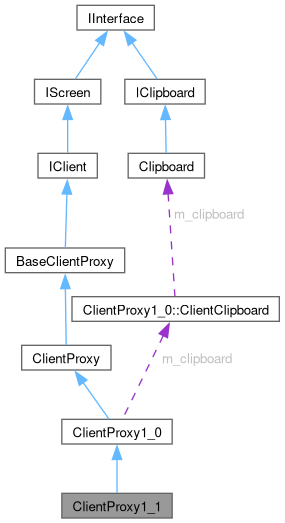 IInterface
IScreen
IClipboard
IClient
Clipboard
m_clipboard
BaseClientProxy
ClientProxy1_0::ClientClipboard
ClientProxy
m_clipboard
ClientProxy1_0
ClientProxy1_1